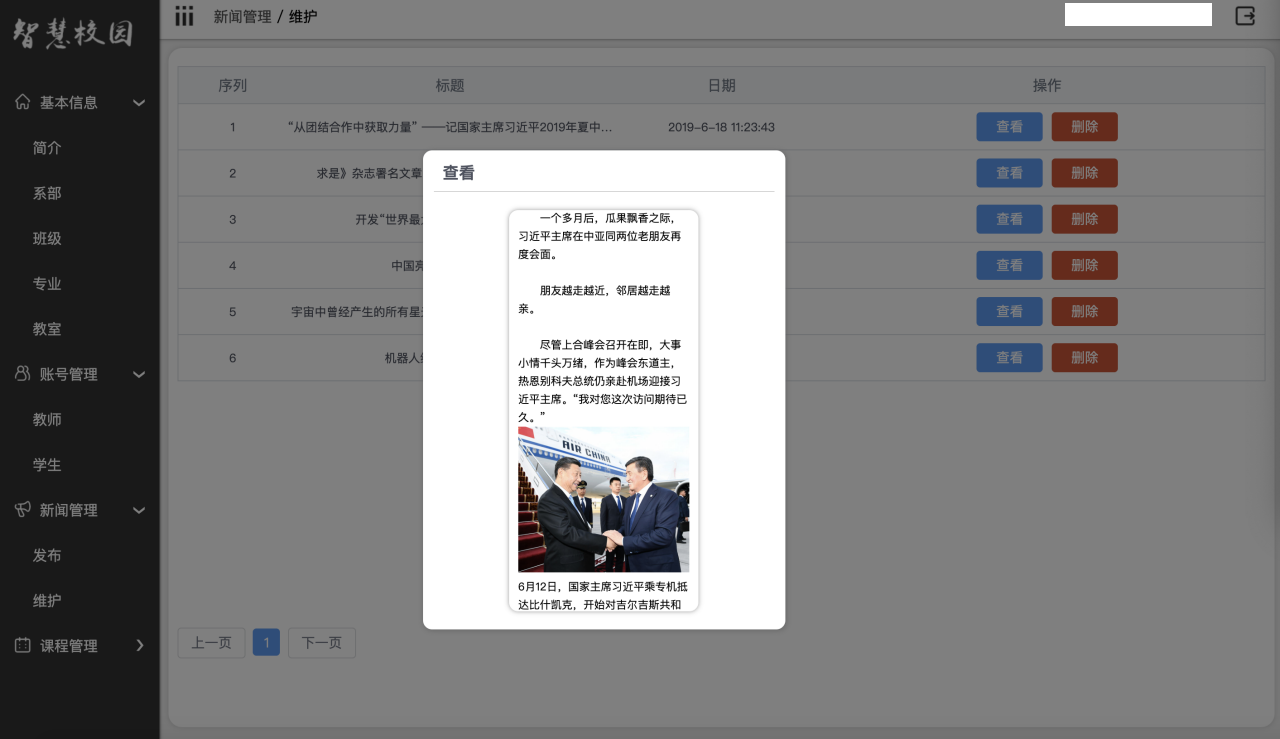 智慧校园
新闻管理 / 维护
基本信息
简介
系部
班级
专业
教室
账号管理
教师
学生
新闻管理
发布
维护
课程管理
序列 标题 日期 操作
1 “从团结合作中获取力量” ——记国家主席习近平2019年夏中... 2019-6-18 11:23:43 查看 删除
2 求是》杂志署名文章 查看 删除
3 开发“世界最 查看 删除
4 中国 查看 删除
5 宇宙中曾经产生的所有星 查看 删除
6 机器人 查看 删除
上一页 1 下一页
查看
一个多月后，瓜果飘香之际，
习近平主席在中亚同两位老朋友再
度会面。
朋友越走越近，邻居越走越
亲。
尽管上合峰会召开在即，大事
小情千头万绪，作为峰会东道主，
热恩别科夫总统仍亲赴机场迎接习
近平主席。“我对您这次访问期待已
久。”
AIR CHINA
6月12日，国家主席习近平乘专机抵
达比什凯克，开始对吉尔吉斯共和